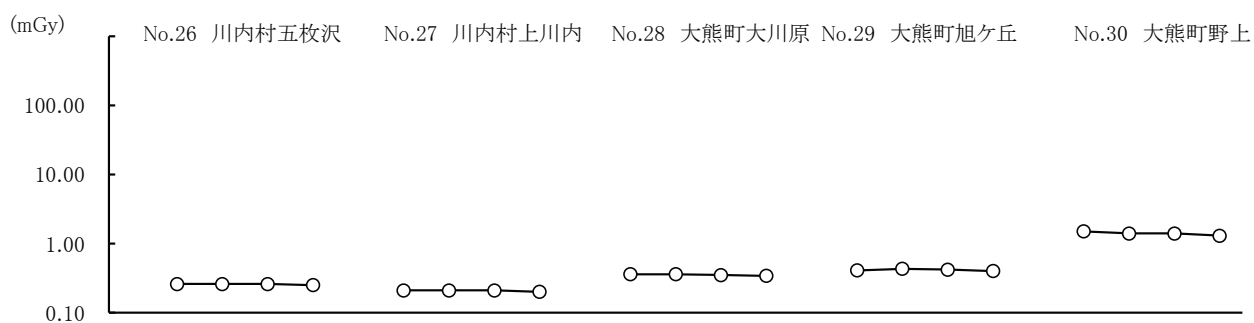 (mGy)
No.26 川内村五枚沢
No.27 川内村上川内
No.28 大熊町大川原
No.29 大熊町旭ケ丘
No.30 大熊町野上
100.00
10.00
1.00
0.10